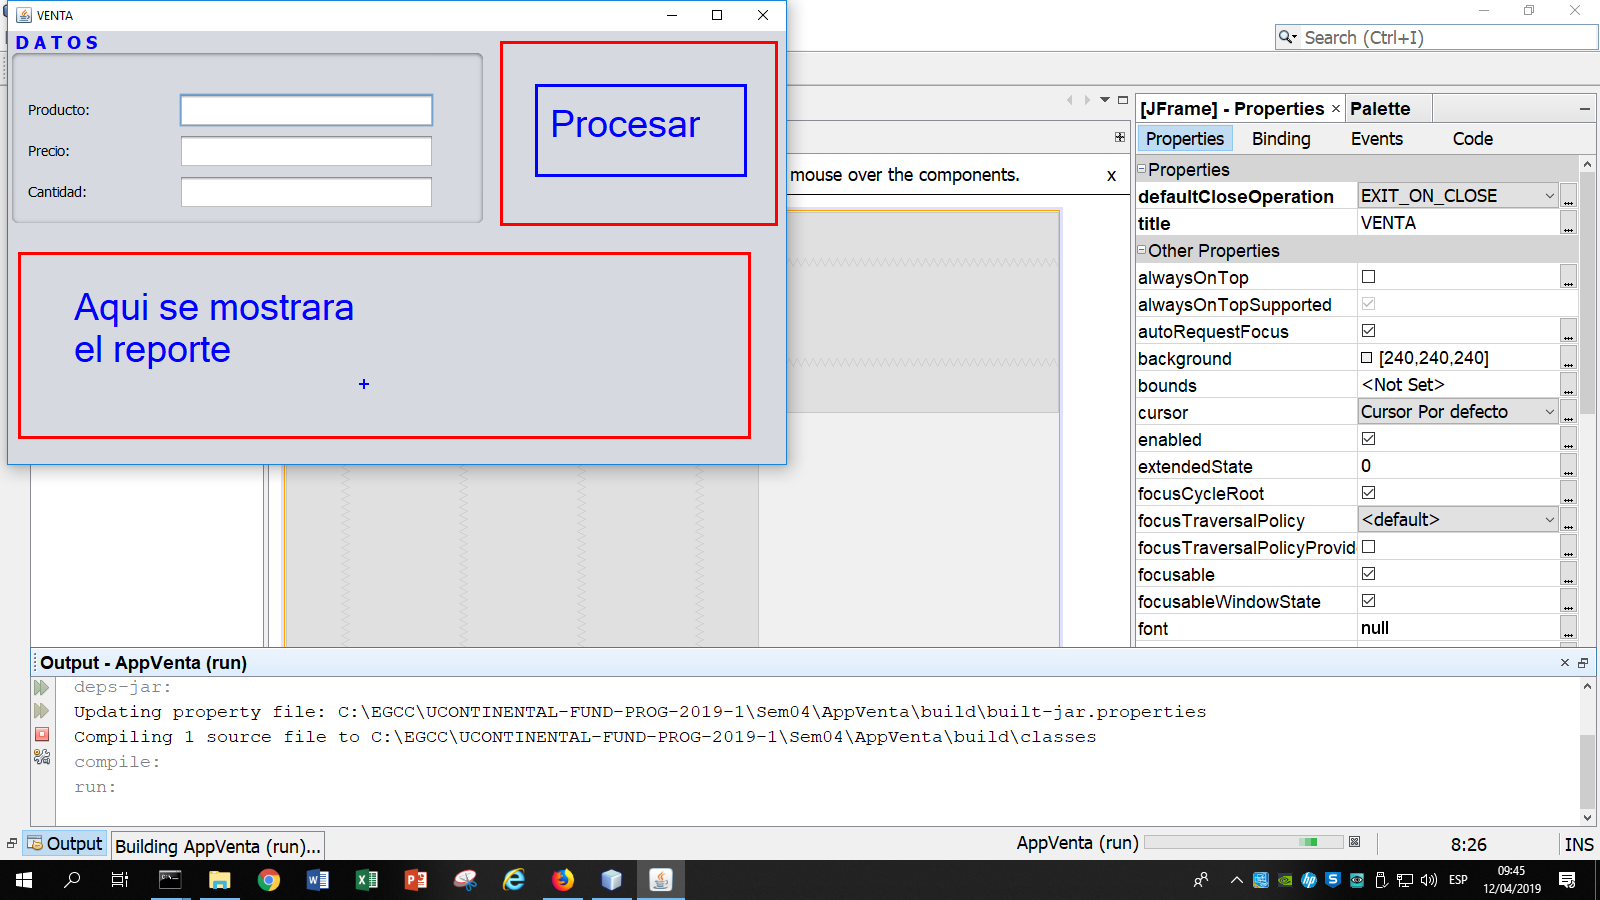 VENTA
D A T O S
Producto:
Precio:
Cantidad:
Procesar
Aqui se mostrara
el reporte
Search (Ctrl+I)
mouse over the components.
x
[JFrame] - Properties ×
Palette
Properties
Binding
Events
Code
Properties
defaultCloseOperation
EXIT_ON_CLOSE
...
title
VENTA
...
Other Properties
alwaysOnTop
...
alwaysOnTopSupported
autoRequestFocus
...
background
[240,240,240]
...
bounds
<Not Set>
...
cursor
Cursor Por defecto
...
enabled
...
extendedState
0
...
focusCycleRoot
...
focusTraversalPolicy
<default>
...
focusTraversalPolicyProvid
...
focusable
...
focusableWindowState
...
font
null
...
Output - AppVenta (run)
deps-jar:
Updating property file: C:\EGCC\UCONTINENTAL-FUND-PROG-2019-1\Sem04\AppVenta\build\built-jar.properties
Compiling 1 source file to C:\EGCC\UCONTINENTAL-FUND-PROG-2019-1\Sem04\AppVenta\build\classes
compile:
run:
Output
Building AppVenta (run)...
AppVenta (run)
8:26
INS
ESP
09:45
12/04/2019